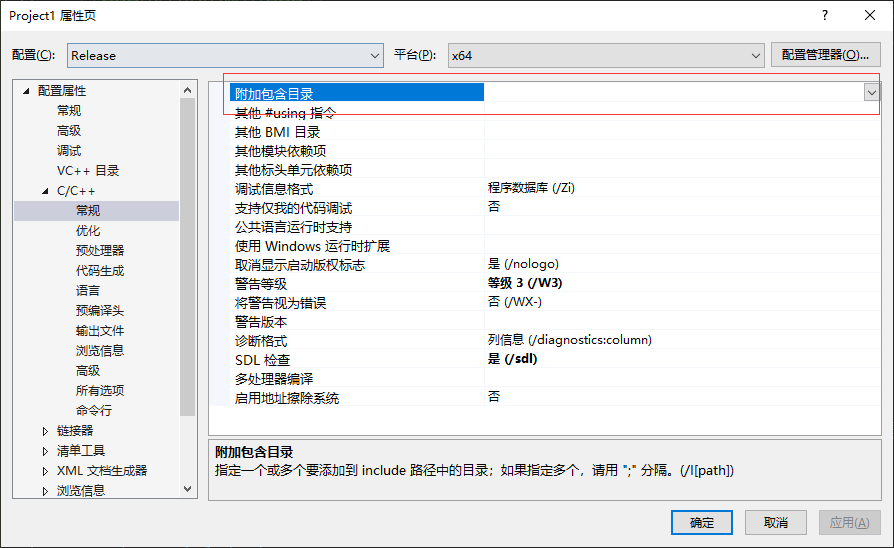 Project1 属性页
配置(C): Release 平台(P): x64 配置管理器(O)...
配置属性
常规
高级
调试
VC++ 目录
C/C++
常规
优化
预处理器
代码生成
语言
预编译头
输出文件
浏览信息
高级
所有选项
命令行
链接器
清单工具
XML 文档生成器
浏览信息
附加包含目录
其他 #using 指令
其他 BMI 目录
其他模块依赖项
其他标头单元依赖项
调试信息格式 程序数据库 (/Zi)
支持仅我的代码调试 否
公共语言运行时支持
使用 Windows 运行时扩展
取消显示启动版权标志 是 (/nologo)
警告等级 等级 3 (/W3)
将警告视为错误 否 (/WX-)
警告版本
诊断格式 列信息 (/diagnostics:column)
SDL 检查 是 (/sdl)
多处理器编译
启用地址擦除系统 否
附加包含目录
指定一个或多个要添加到 include 路径中的目录；如果指定多个，请用 ";" 分隔。(/I[path])
确定 取消 应用(A)